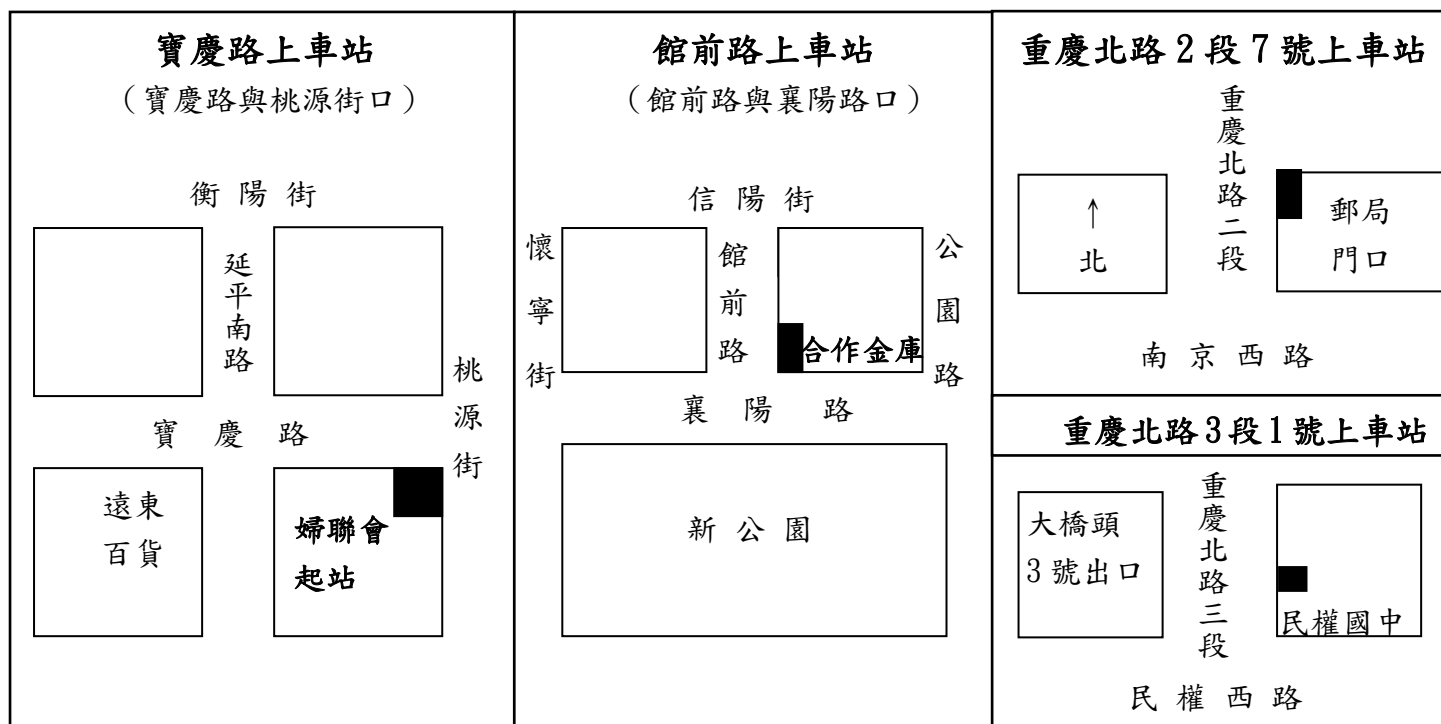 寶慶路上車站
（寶慶路與桃源街口）
衡陽街
延平南路
桃源街
寶慶路
遠東
百貨
婦聯會
起站
館前路上車站
（館前路與襄陽路口）
信陽街
懷寧街
館前路
公園路
合作金庫
襄陽路
新公園
重慶北路2段7號上車站
重慶北路二段
↑
北
郵局
門口
南京西路
重慶北路3段1號上車站
大橋頭
3號出口
重慶北路三段
民權國中
民權西路